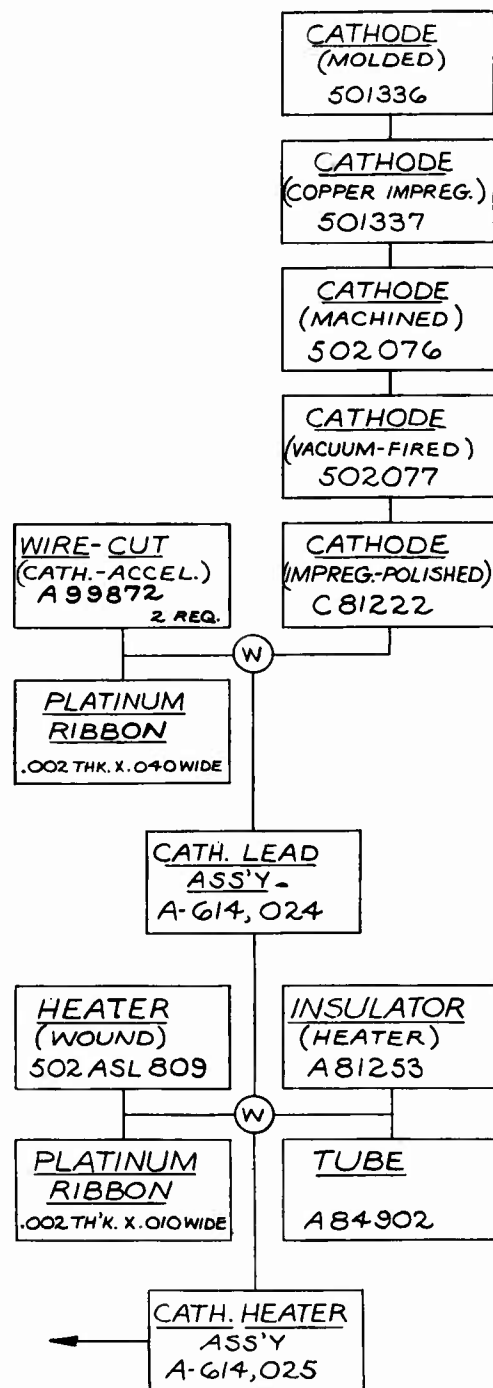 CATHODE
(MOLDED)
501336
CATHODE
(COPPER IMPREG.)
501337
CATHODE
(MACHINED)
502076
CATHODE
(VACUUM-FIRED)
502077
WIRE-CUT
(CATH.-ACCEL.)
A99872
2 REQ.
CATHODE
(IMPREG.-POLISHED)
C81222
W
PLATINUM
RIBBON
.002 THK. X .040 WIDE
CATH. LEAD
ASS'Y-
A-614,024
HEATER
(WOUND)
502ASL809
INSULATOR
(HEATER)
A81253
W
PLATINUM
RIBBON
.002 TH'K. X .010 WIDE
TUBE
A84902
CATH. HEATER
ASS'Y
A-614,025